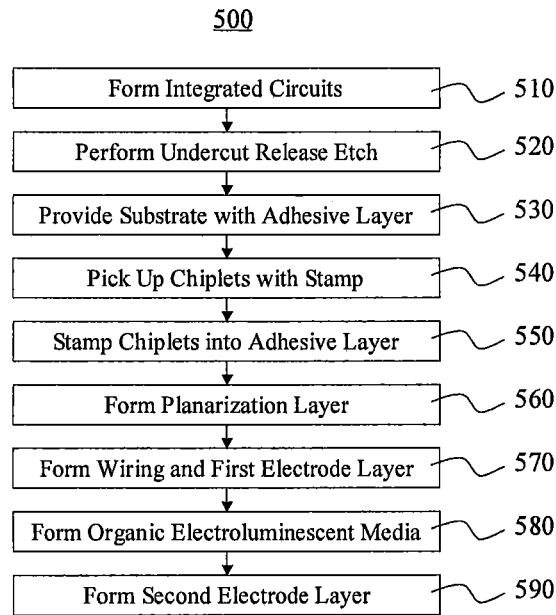 500
Form Integrated Circuits 510
Perform Undercut Release Etch 520
Provide Substrate with Adhesive Layer 530
Pick Up Chiplets with Stamp 540
Stamp Chiplets into Adhesive Layer 550
Form Planarization Layer 560
Form Wiring and First Electrode Layer 570
Form Organic Electroluminescent Media 580
Form Second Electrode Layer 590